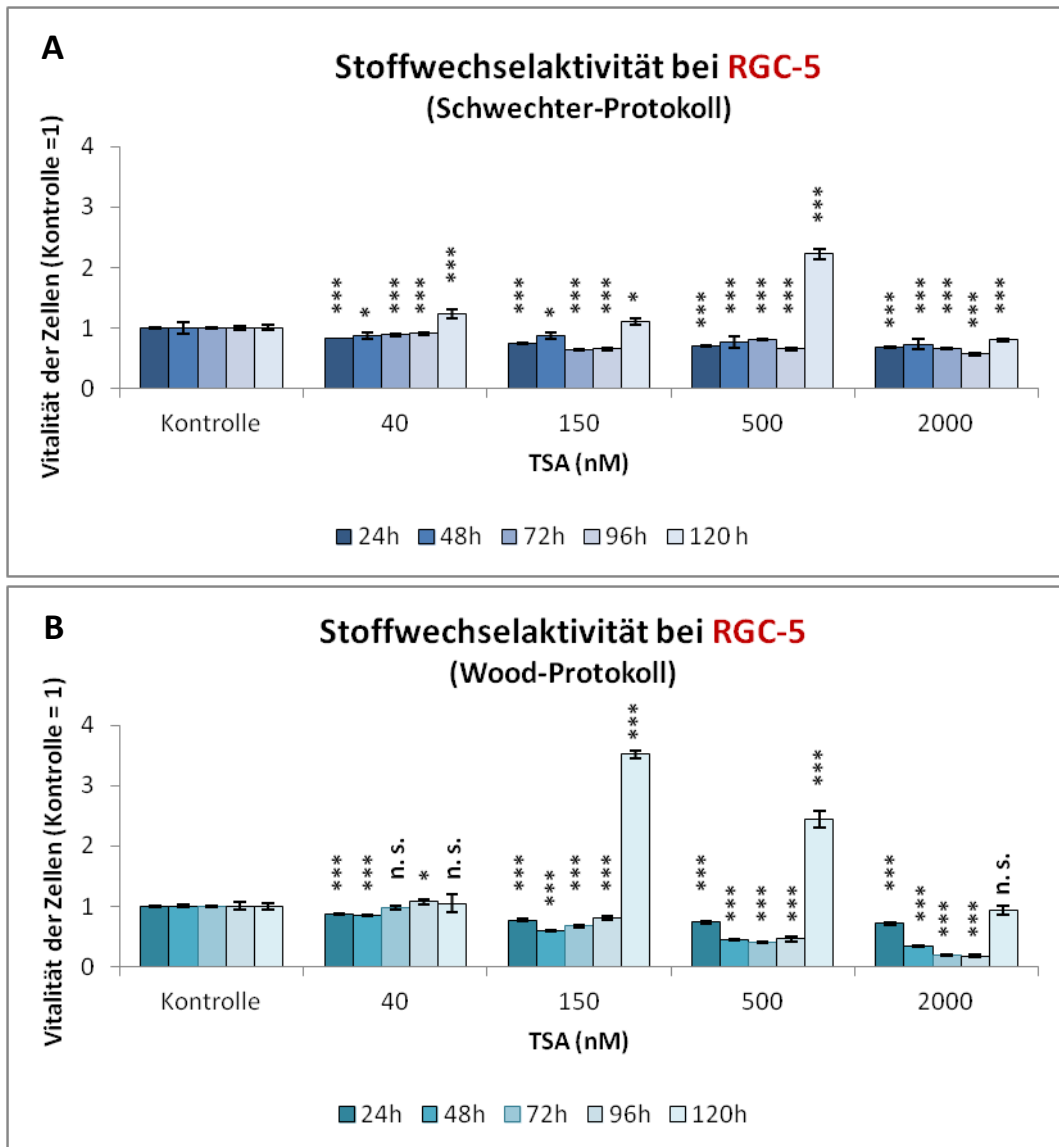 A
Stoffwechselaktivität bei RGC-5
(Schwechter-Protokoll)
Vitalität der Zellen (Kontrolle =1)
4
3
2
1
0
*** * *** *** ***
*** * *** *** *
*** *** *** *** ***
*** *** *** *** ***
Kontrolle 40 150 500 2000
TSA (nM)
24h 48h 72h 96h 120 h
B
Stoffwechselaktivität bei RGC-5
(Wood-Protokoll)
Vitalität der Zellen (Kontrolle = 1)
4
3
2
1
0
*** *** n. s. * n. s.
*** *** *** *** ***
*** *** *** *** ***
*** *** *** *** n. s.
Kontrolle 40 150 500 2000
TSA (nM)
24h 48h 72h 96h 120h